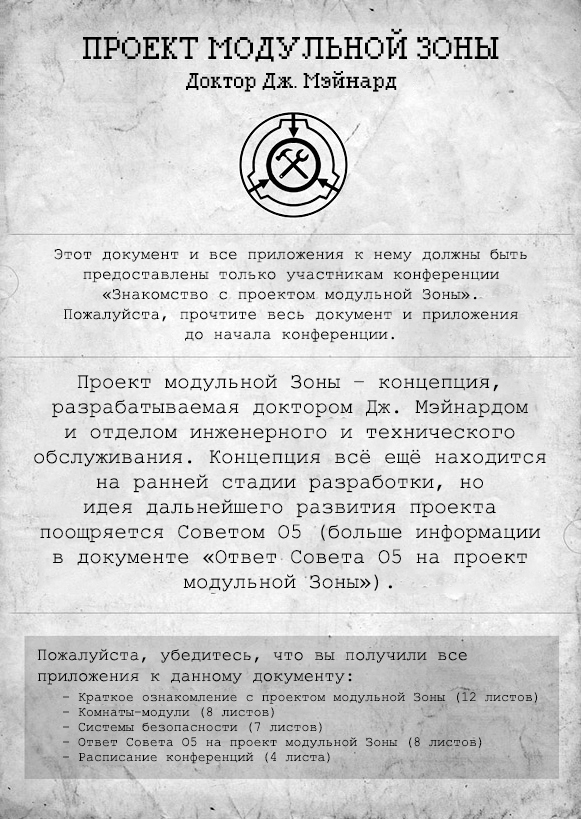 ПРОЕКТ МОДУЛЬНОЙ ЗОНЫ
Доктор Дж. Мэйнард
Этот документ и все приложения к нему должны быть
предоставлены только участникам конференции
«Знакомство с проектом модульной Зоны».
Пожалуйста, прочтите весь документ и приложения
до начала конференции.
Проект модульной Зоны – концепция,
разрабатываемая доктором Дж. Мэйнардом
и отделом инженерного и технического
обслуживания. Концепция всё ещё находится
на ранней стадии разработки, но
идея дальнейшего развития проекта
поощряется Советом О5 (больше информации
в документе «Ответ Совета О5 на проект
модульной Зоны»).
Пожалуйста, убедитесь, что вы получили все
приложения к данному документу:
– Краткое ознакомление с проектом модульной Зоны (12 листов)
– Комнаты-модули (8 листов)
– Системы безопасности (7 листов)
– Ответ Совета О5 на проект модульной Зоны (8 листов)
– Расписание конференций (4 листа)